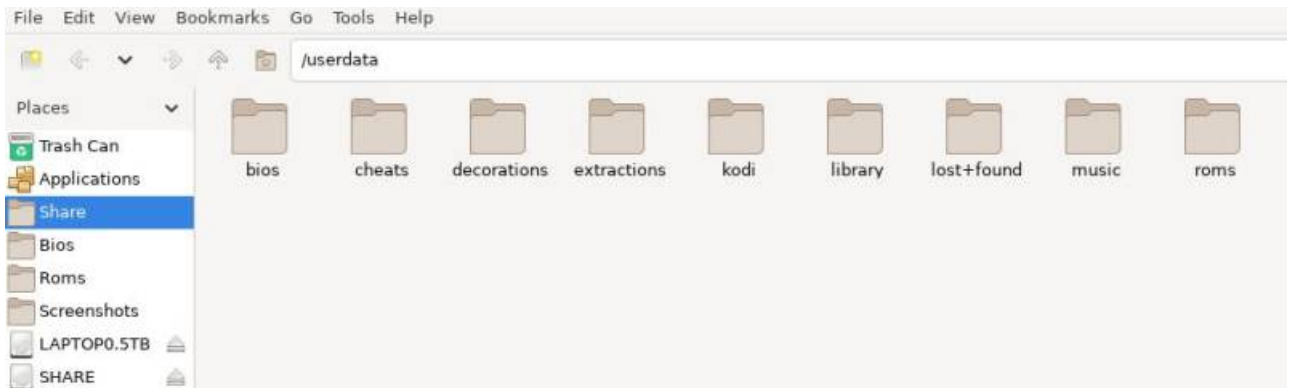 File Edit View Bookmarks Go Tools Help
/userdata
Places
Trash Can
Applications
Share
Bios
Roms
Screenshots
LAPTOP0.5TB
SHARE
bios cheats decorations extractions kodi library lost+found music roms